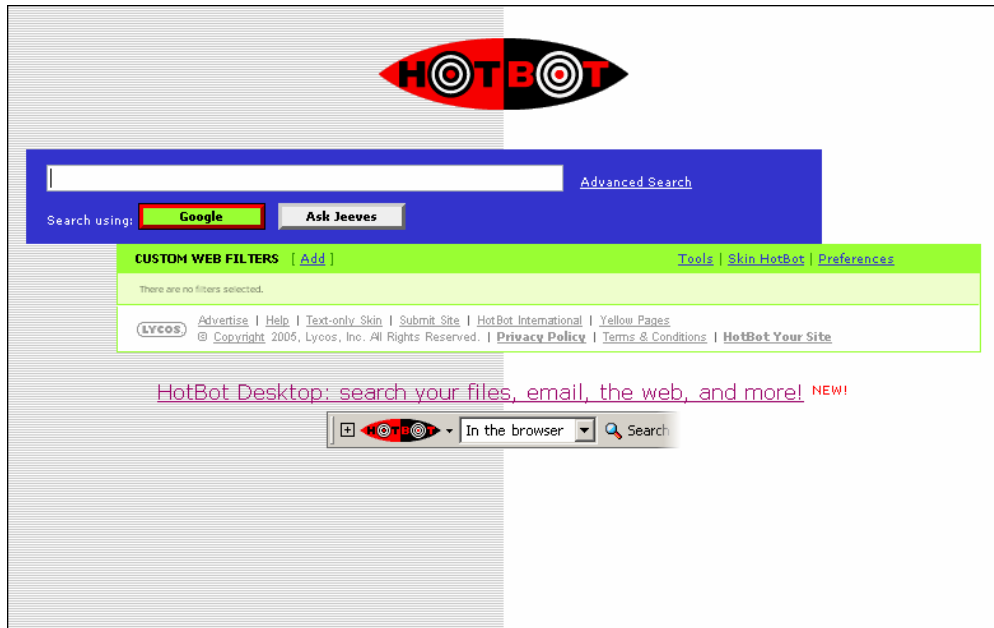 HOTBOT
Advanced Search
Search using: Google Ask Jeeves
CUSTOM WEB FILTERS [ Add ] Tools | Skin HotBot | Preferences
There are no filters selected.
LYCOS Advertise | Help | Text-only Skin | Submit Site | HotBot International | Yellow Pages
© Copyright 2005, Lycos, Inc. All Rights Reserved. | Privacy Policy | Terms & Conditions | HotBot Your Site
HotBot Desktop: search your files, email, the web, and more! NEW!
HOTBOT In the browser Search